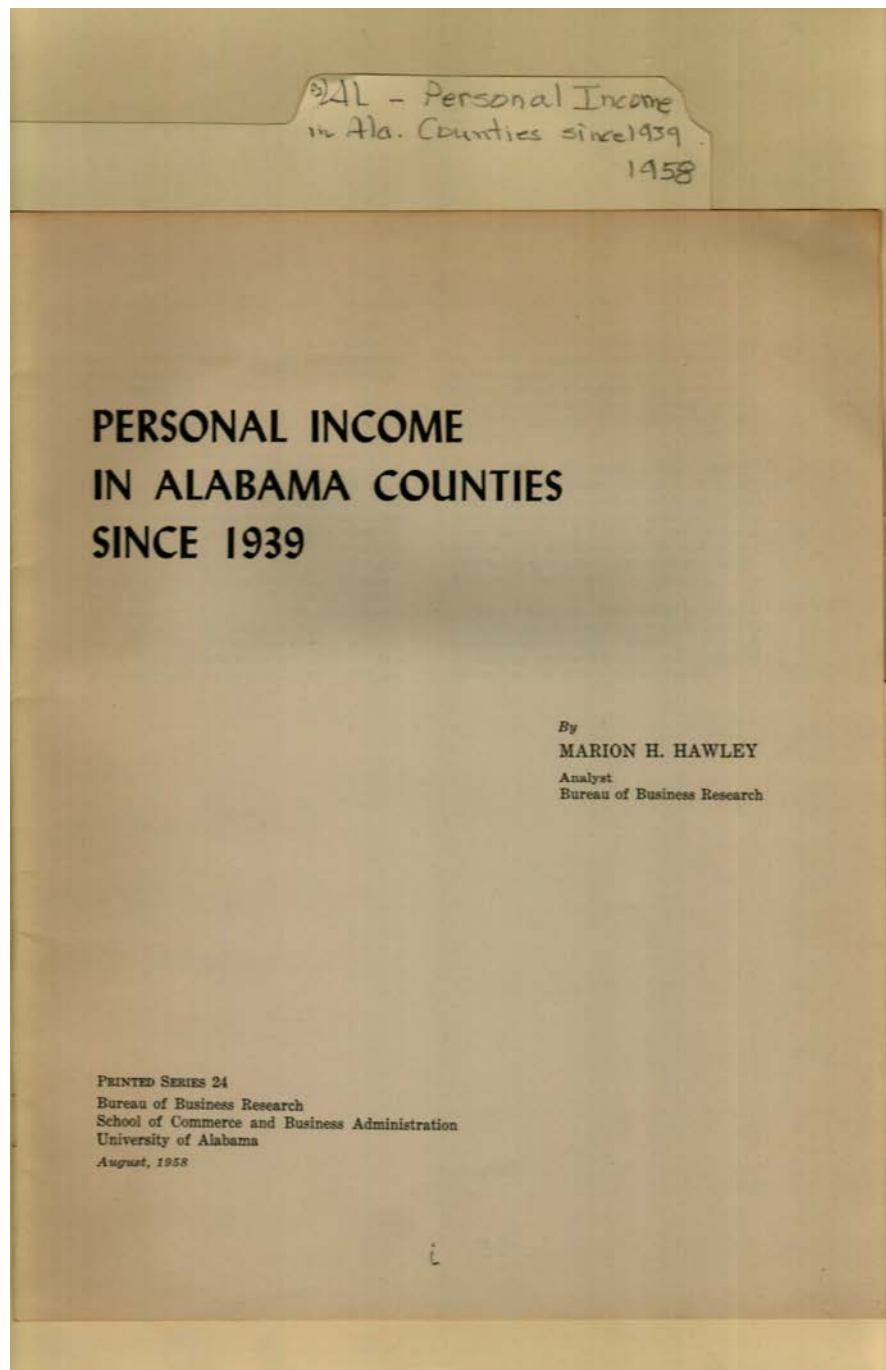 AL - Personal Income
in Ala. Counties since 1939
1958
PERSONAL INCOME
IN ALABAMA COUNTIES
SINCE 1939
By
MARION H. HAWLEY
Analyst
Bureau of Business Research
PRINTED SERIES 24
Bureau of Business Research
School of Commerce and Business Administration
University of Alabama
August, 1958
i